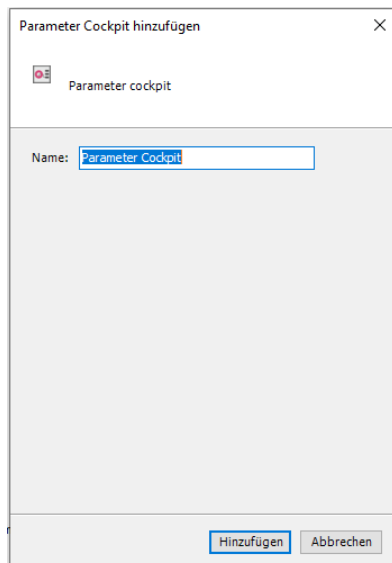 Parameter Cockpit hinzufügen
Parameter cockpit
Name: Parameter Cockpit
Hinzufügen Abbrechen